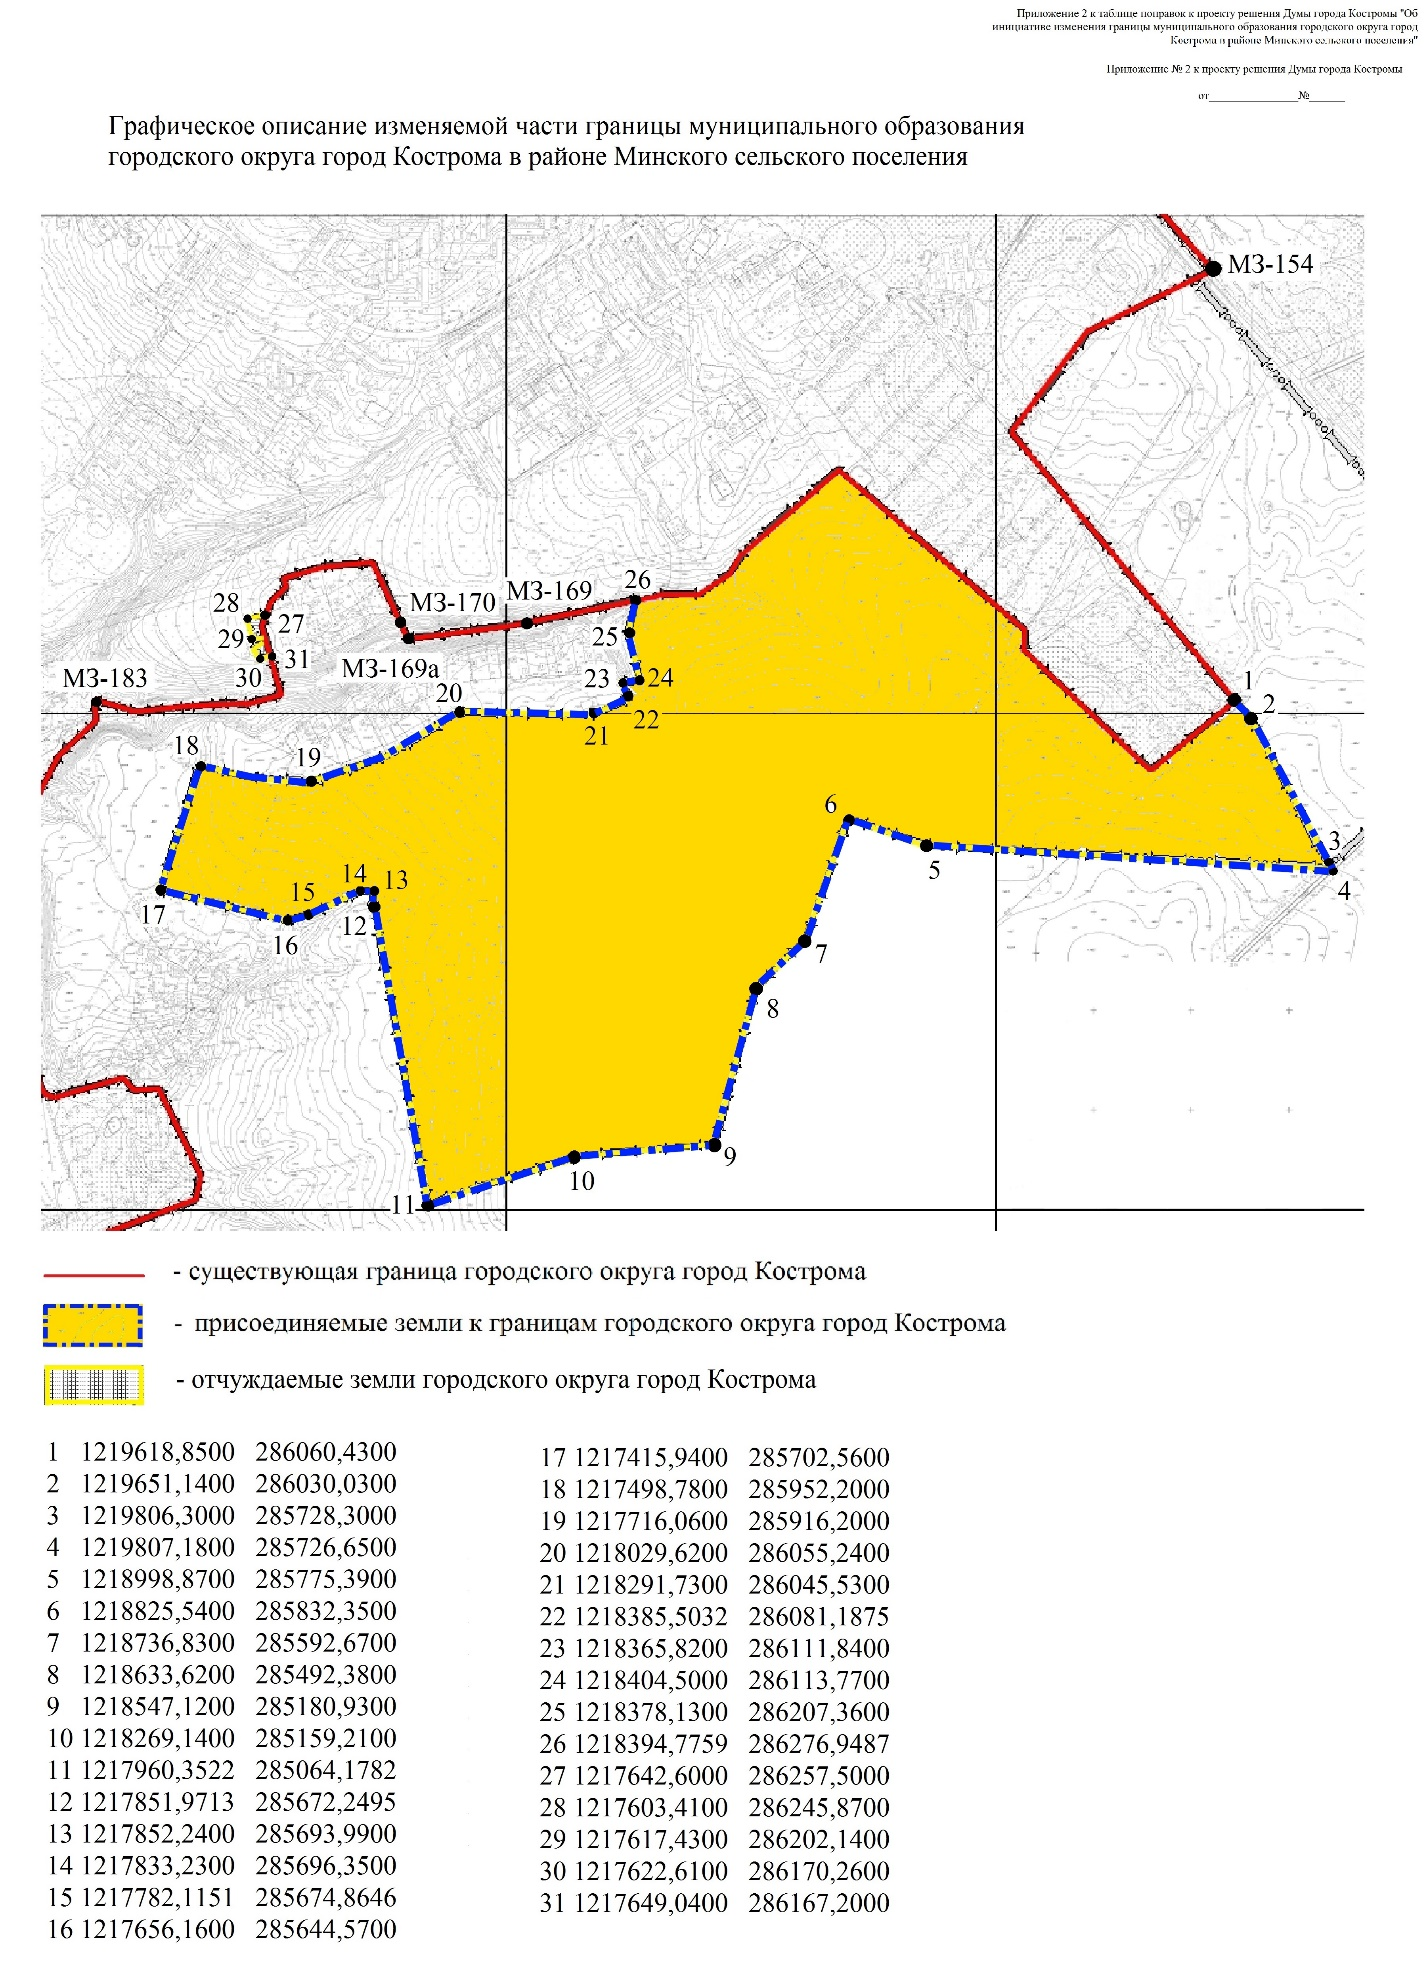 Приложение 2 к таблице поправок к проекту решения Думы города Костромы "Об
инициативе изменения границы муниципального образования городского округа город
Кострома в районе Минского сельского поселения"
Приложение № 2 к проекту решения Думы города Костромы
от_________________№_______
Графическое описание изменяемой части границы муниципального образования
городского округа город Кострома в районе Минского сельского поселения
МЗ-154
26
МЗ-169
МЗ-170
28
27
25
29
31
МЗ-169а
30
23
24
МЗ-183
20
1
2
22
21
18
19
6
3
5
4
14
13
15
17
12
16
7
8
9
10
11
- существующая граница городского округа город Кострома
- присоединяемые земли к границам городского округа город Кострома
- отчуждаемые земли городского округа город Кострома
1 1219618,8500 286060,4300
2 1219651,1400 286030,0300
3 1219806,3000 285728,3000
4 1219807,1800 285726,6500
5 1218998,8700 285775,3900
6 1218825,5400 285832,3500
7 1218736,8300 285592,6700
8 1218633,6200 285492,3800
9 1218547,1200 285180,9300
10 1218269,1400 285159,2100
11 1217960,3522 285064,1782
12 1217851,9713 285672,2495
13 1217852,2400 285693,9900
14 1217833,2300 285696,3500
15 1217782,1151 285674,8646
16 1217656,1600 285644,5700
17 1217415,9400 285702,5600
18 1217498,7800 285952,2000
19 1217716,0600 285916,2000
20 1218029,6200 286055,2400
21 1218291,7300 286045,5300
22 1218385,5032 286081,1875
23 1218365,8200 286111,8400
24 1218404,5000 286113,7700
25 1218378,1300 286207,3600
26 1218394,7759 286276,9487
27 1217642,6000 286257,5000
28 1217603,4100 286245,8700
29 1217617,4300 286202,1400
30 1217622,6100 286170,2600
31 1217649,0400 286167,2000